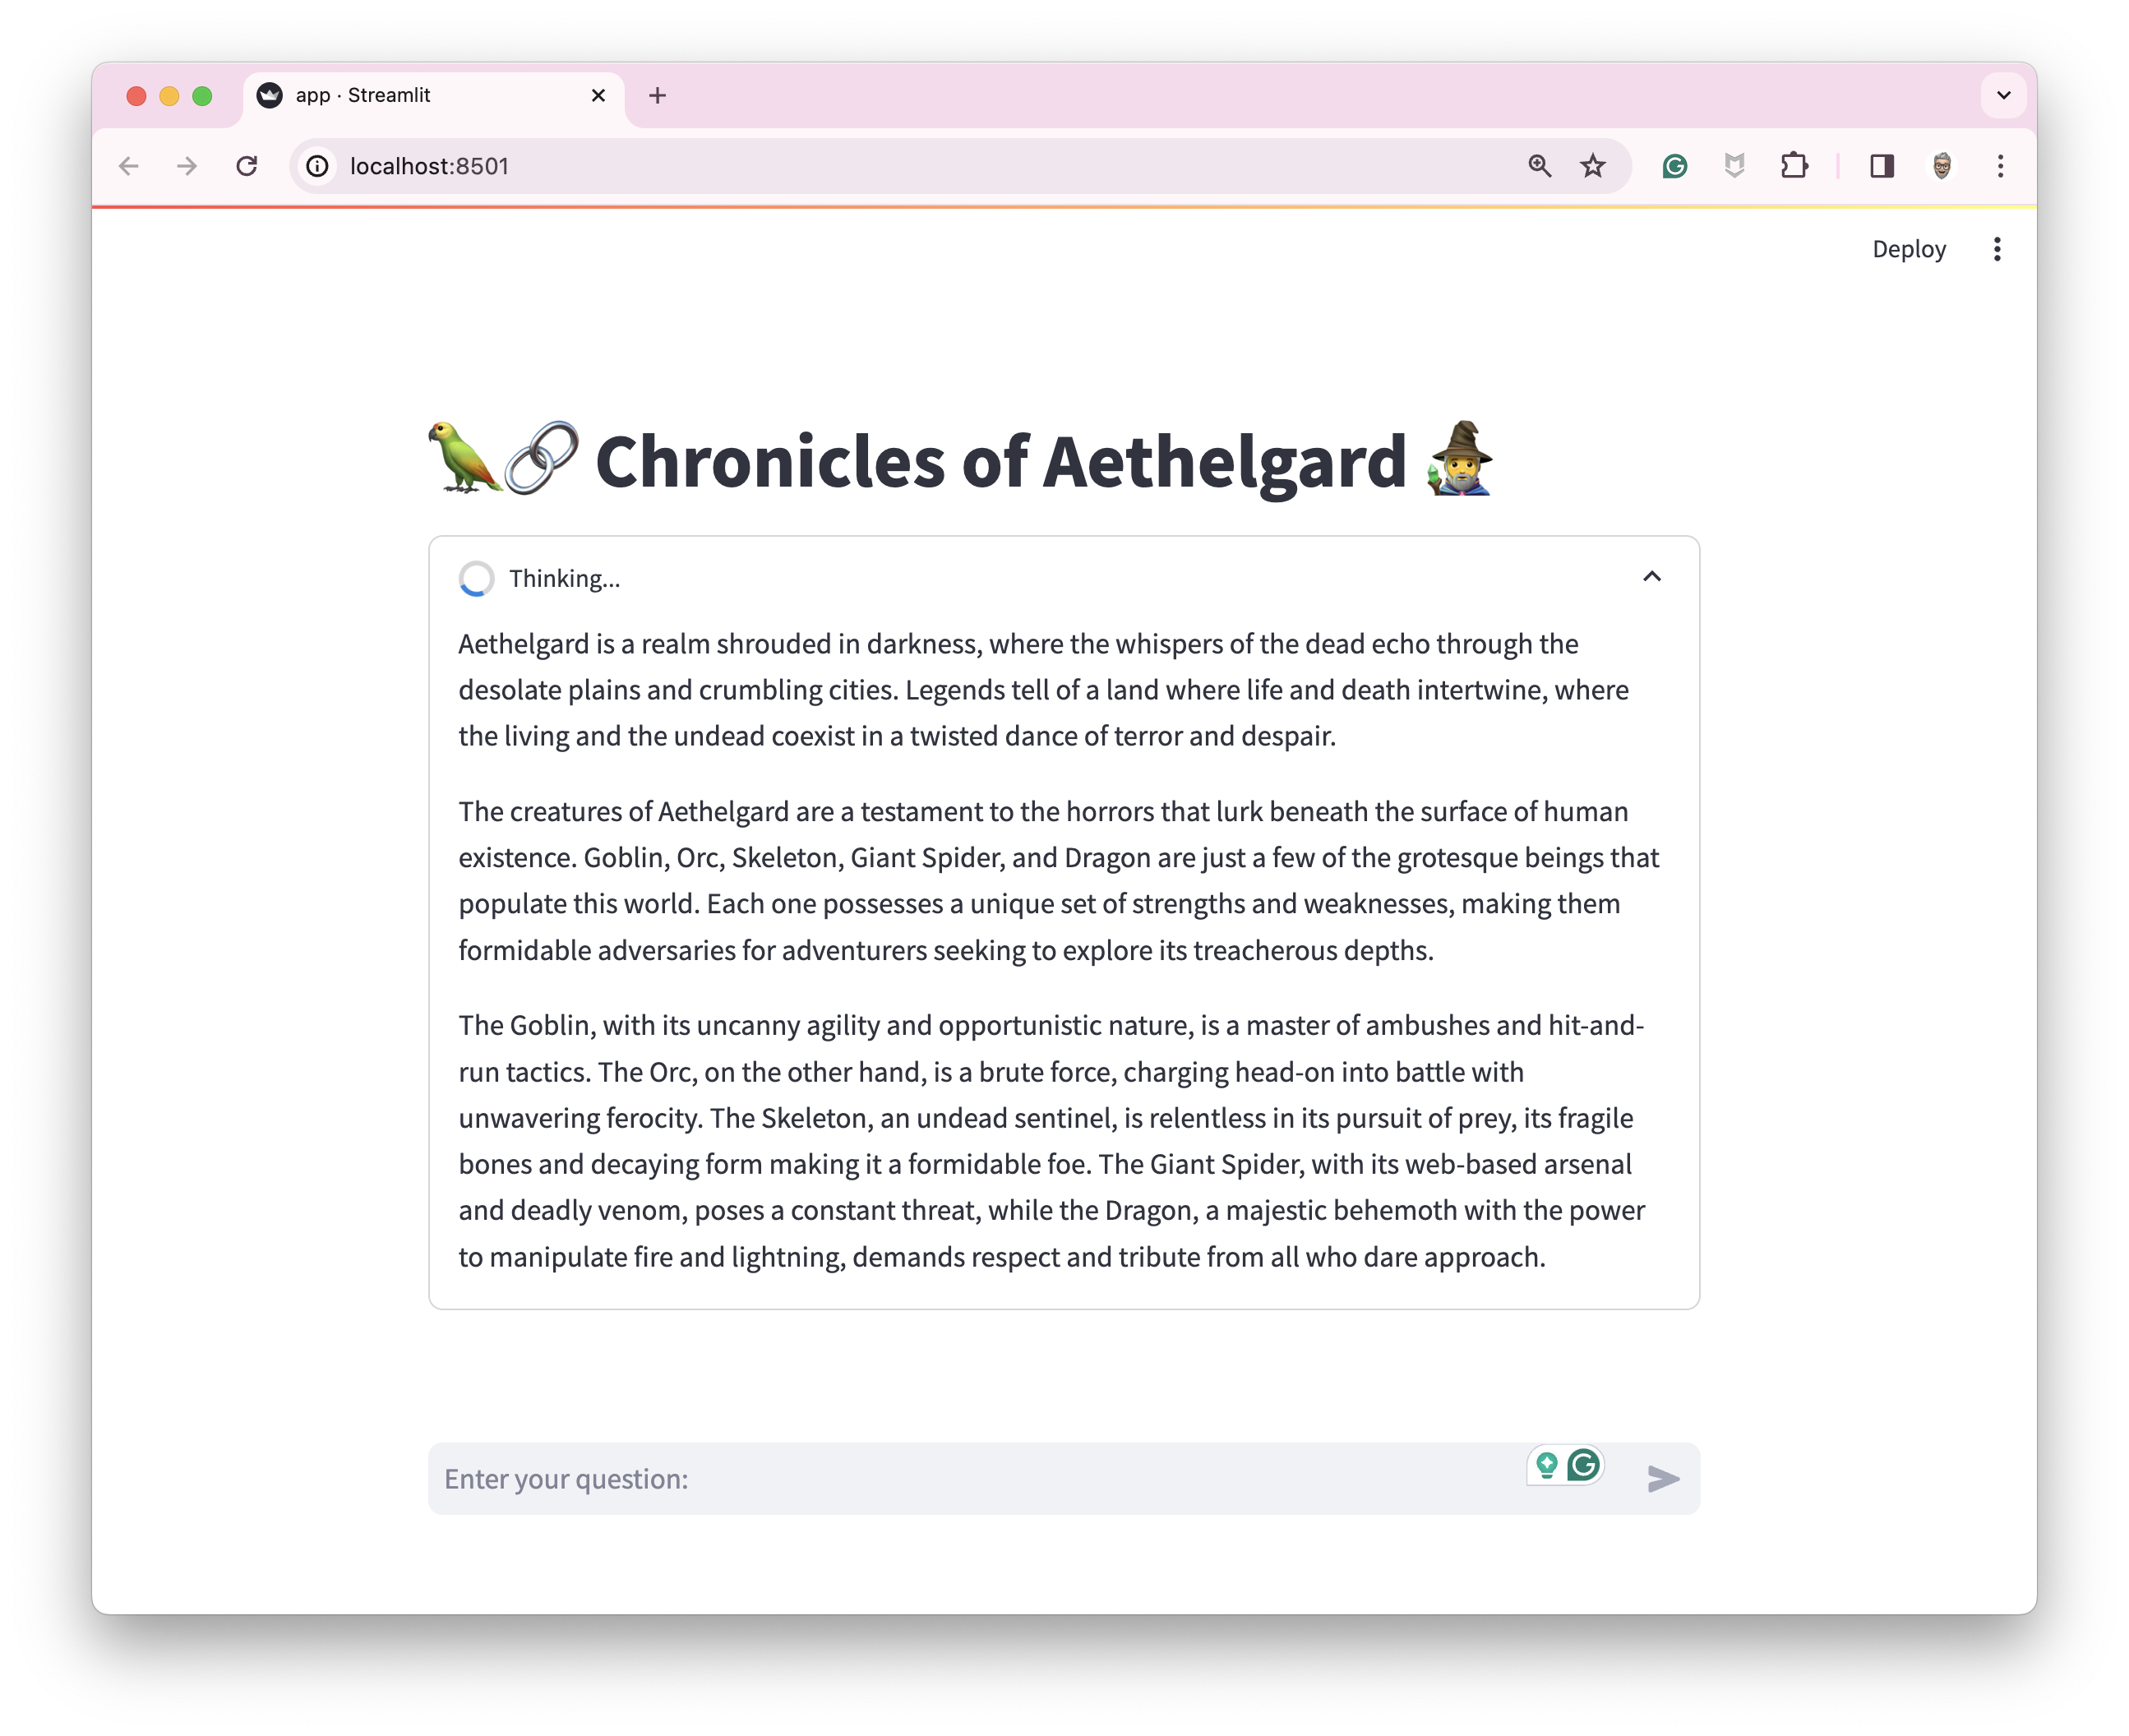 app · Streamlit
localhost:8501
Deploy
Chronicles of Aethelgard
Thinking...
Aethelgard is a realm shrouded in darkness, where the whispers of the dead echo through the
desolate plains and crumbling cities. Legends tell of a land where life and death intertwine, where
the living and the undead coexist in a twisted dance of terror and despair.
The creatures of Aethelgard are a testament to the horrors that lurk beneath the surface of human
existence. Goblin, Orc, Skeleton, Giant Spider, and Dragon are just a few of the grotesque beings that
populate this world. Each one possesses a unique set of strengths and weaknesses, making them
formidable adversaries for adventurers seeking to explore its treacherous depths.
The Goblin, with its uncanny agility and opportunistic nature, is a master of ambushes and hit-and-
run tactics. The Orc, on the other hand, is a brute force, charging head-on into battle with
unwavering ferocity. The Skeleton, an undead sentinel, is relentless in its pursuit of prey, its fragile
bones and decaying form making it a formidable foe. The Giant Spider, with its web-based arsenal
and deadly venom, poses a constant threat, while the Dragon, a majestic behemoth with the power
to manipulate fire and lightning, demands respect and tribute from all who dare approach.
Enter your question: